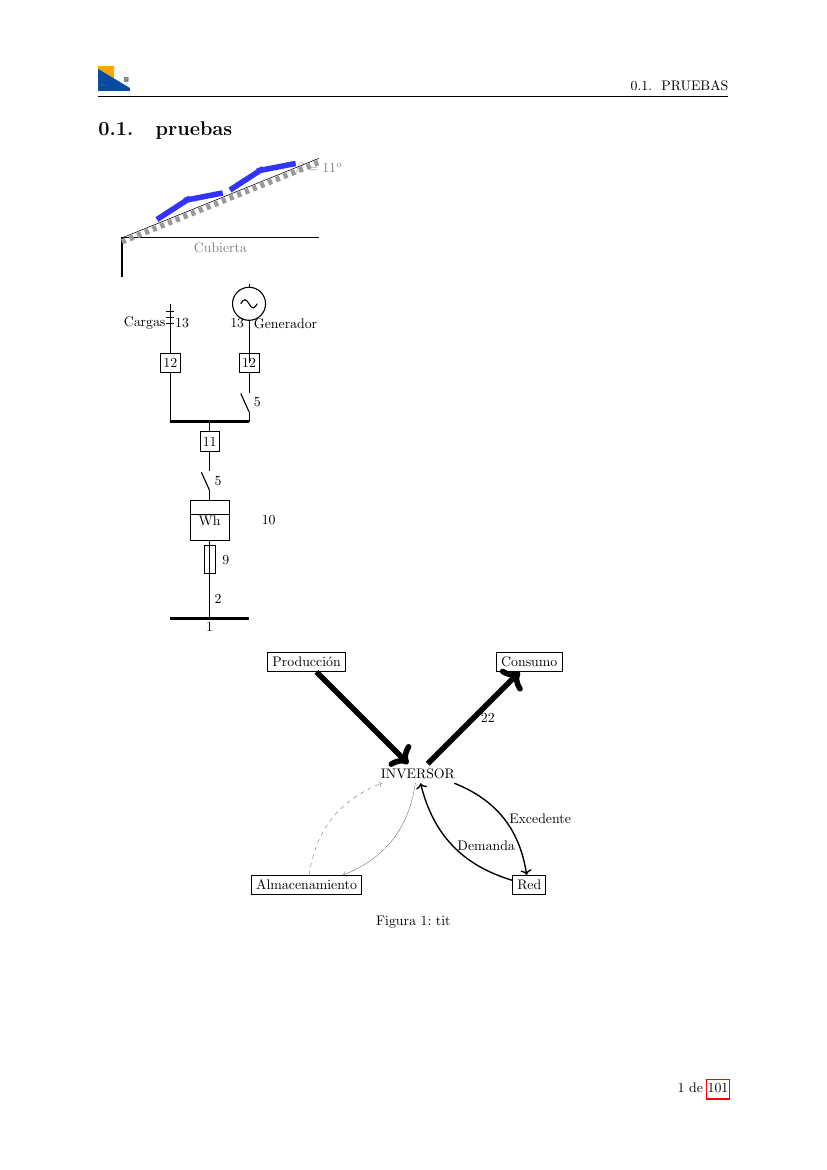 0.1. PRUEBAS
0.1. pruebas
= 11º
Cubierta
Cargas 13 13 Generador
12 12
5
11
5
Wh 10
9
2
1
Producción Consumo
22
INVERSOR
Excedente
Demanda
Almacenamiento Red
Figura 1: tit
1 de 101